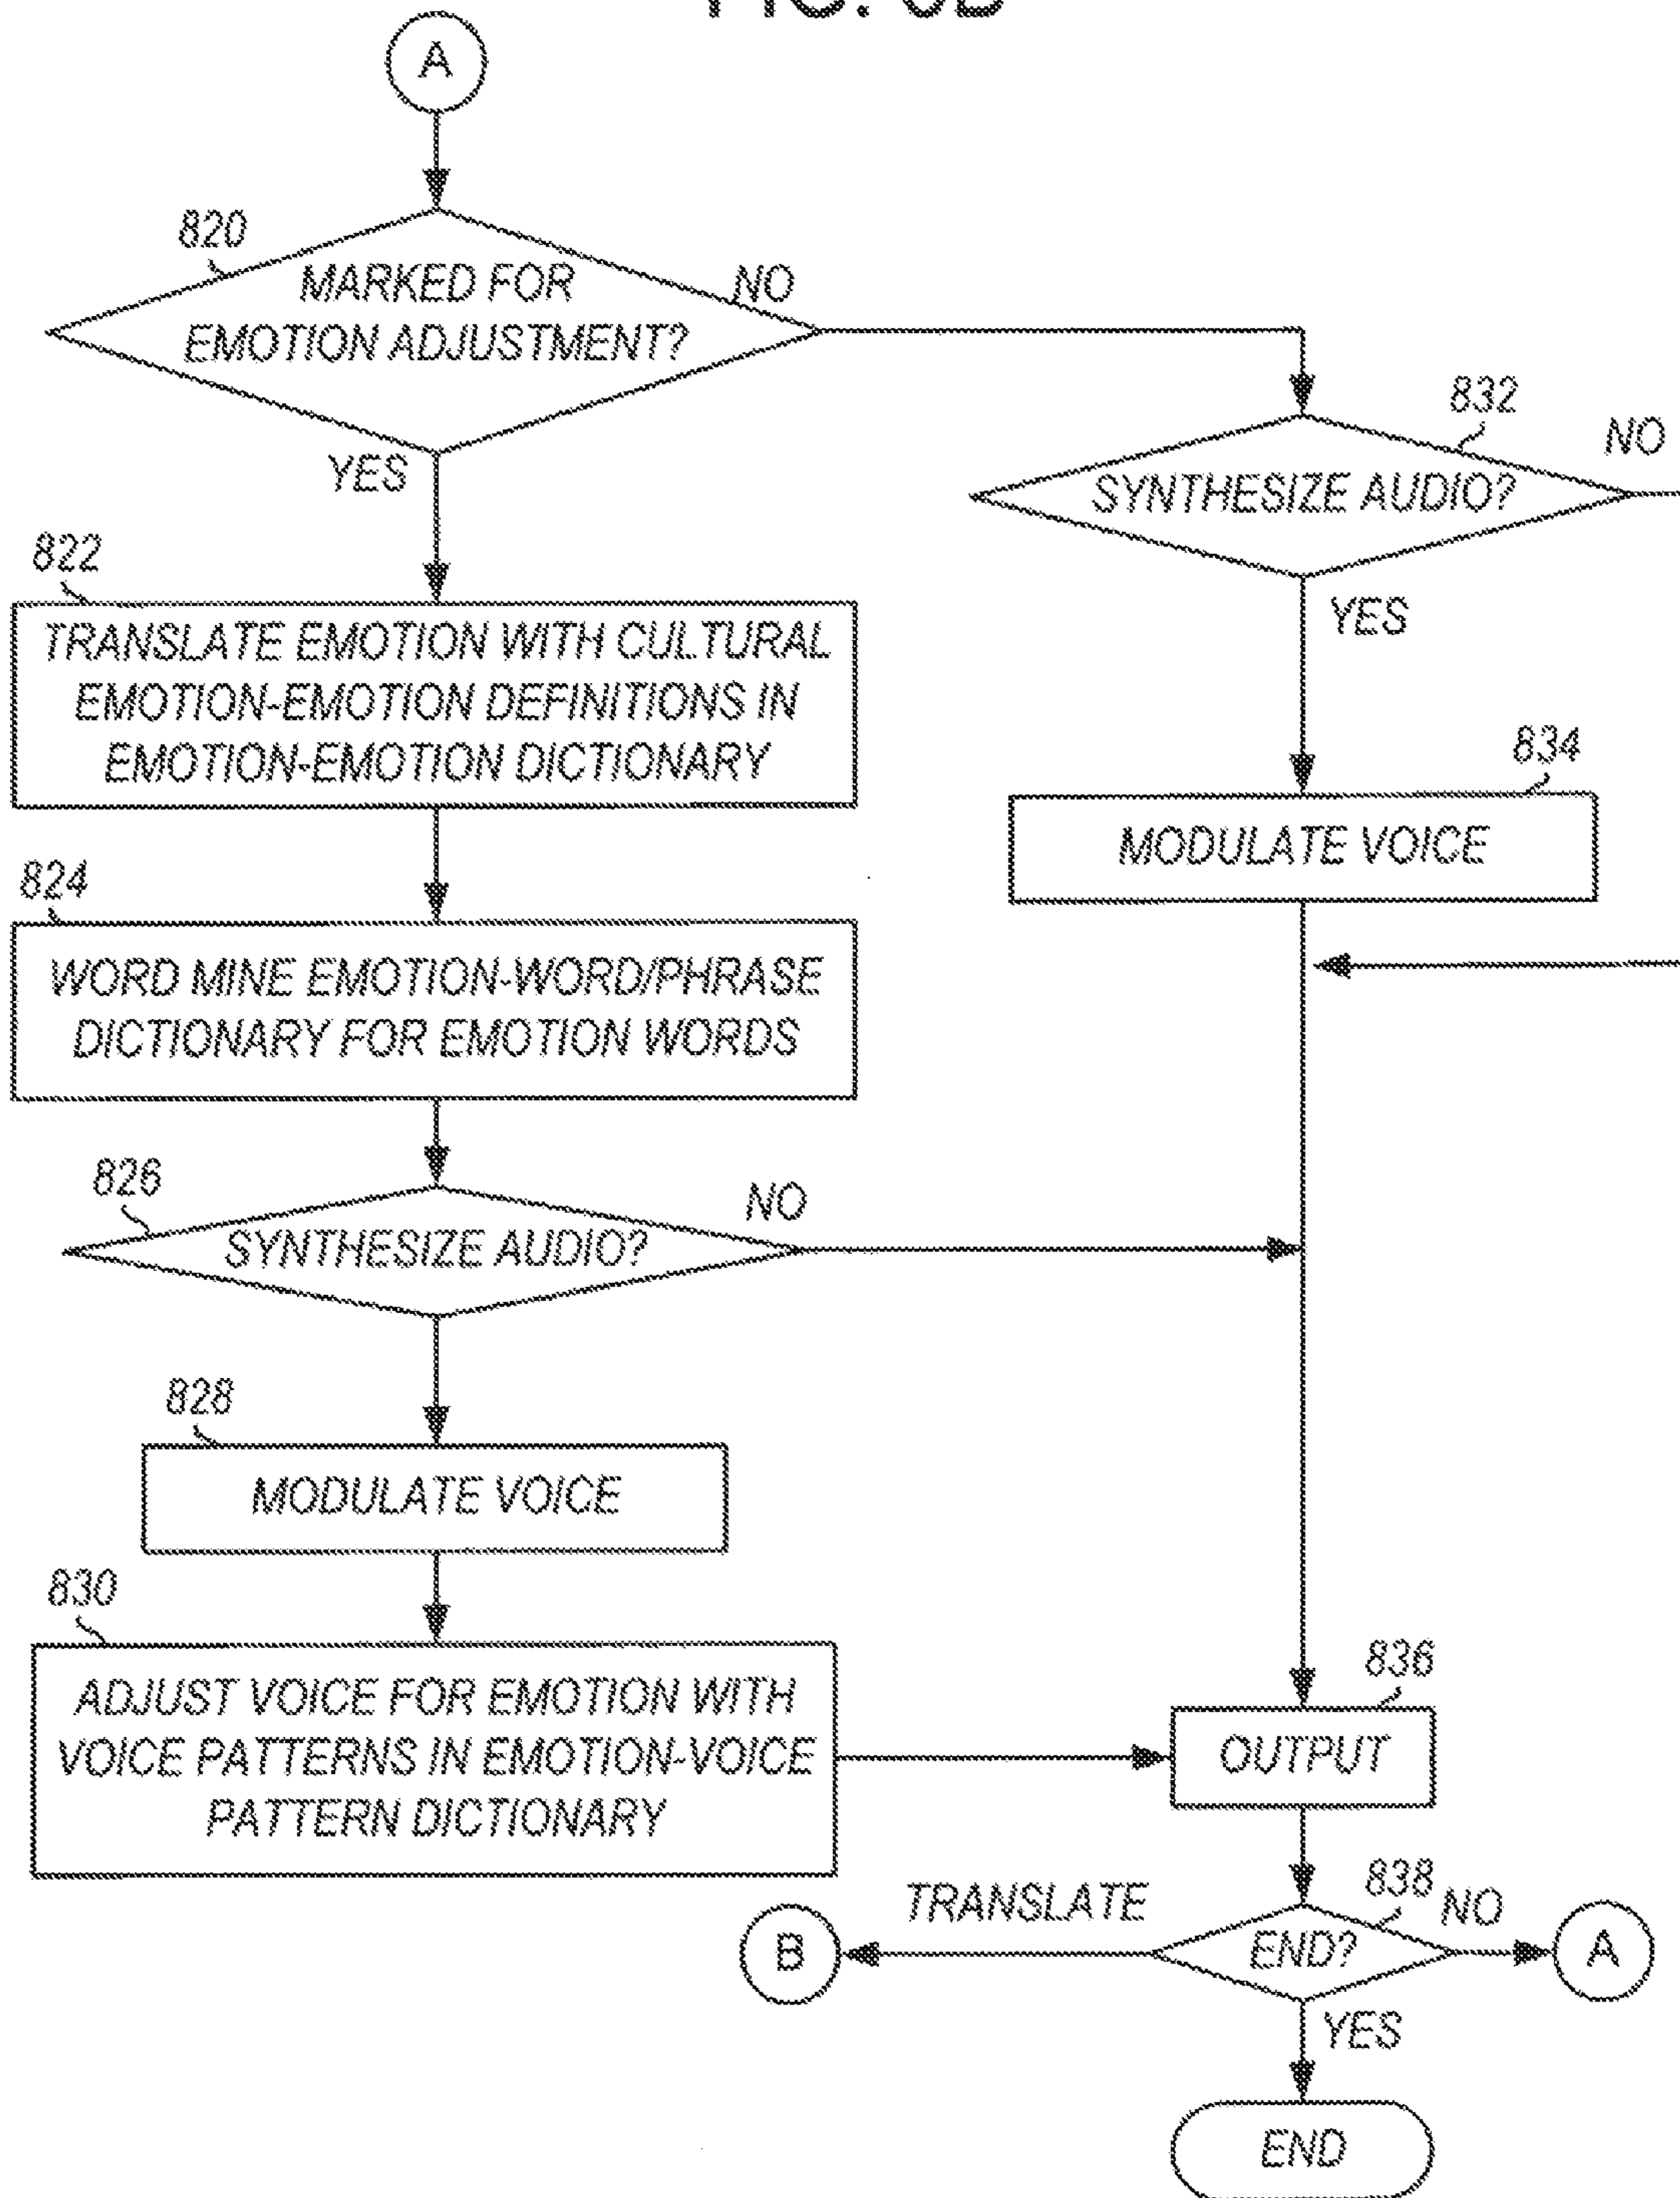 A
820
MARKED FOR
EMOTION ADJUSTMENT?
NO
YES
832
SYNTHESIZE AUDIO?
NO
YES
822
TRANSLATE EMOTION WITH CULTURAL
EMOTION-EMOTION DEFINITIONS IN
EMOTION-EMOTION DICTIONARY
834
MODULATE VOICE
824
WORD MINE EMOTION-WORD/PHRASE
DICTIONARY FOR EMOTION WORDS
826
SYNTHESIZE AUDIO?
NO
828
MODULATE VOICE
830
ADJUST VOICE FOR EMOTION WITH
VOICE PATTERNS IN EMOTION-VOICE
PATTERN DICTIONARY
836
OUTPUT
838
END?
TRANSLATE
B
NO
A
YES
END